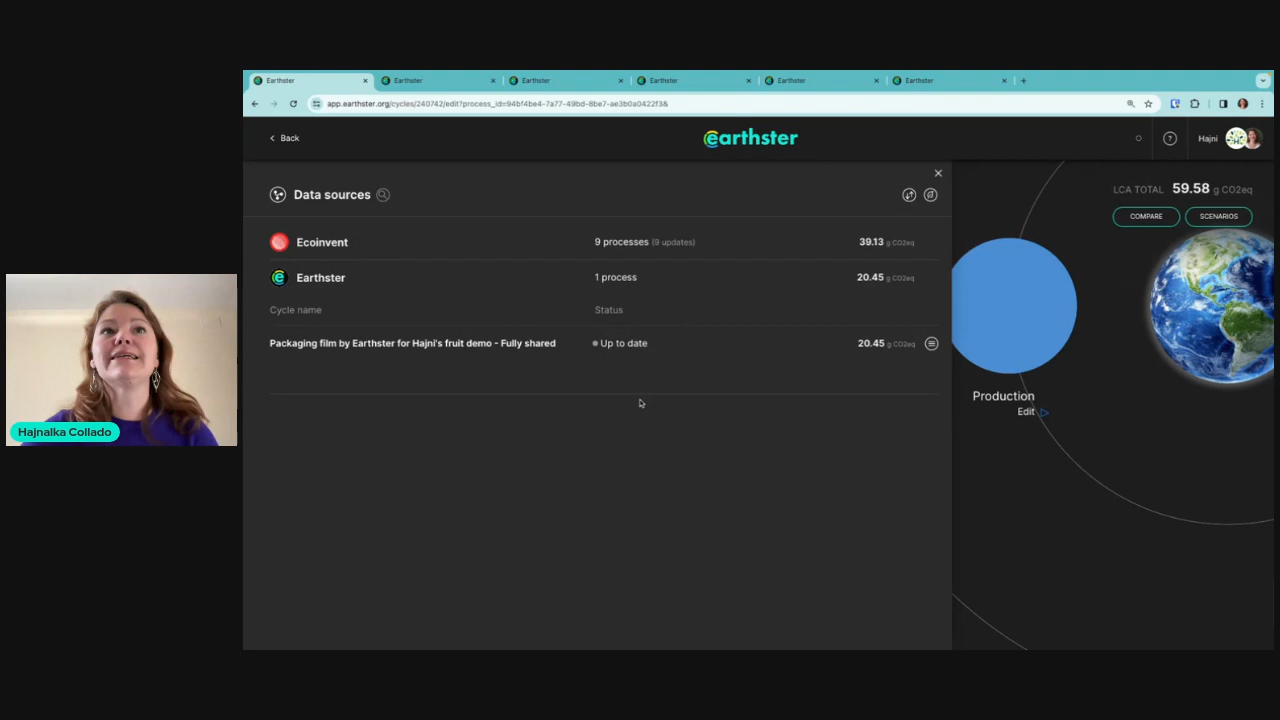 Earthster
Earthster
Earthster
Earthster
Earthster
Earthster
app.earthster.org/cycles/240742/edit?process_id=94bf4be4-7a77-49bd-8be7-ae3b0a0422f3&
Back
earthster
Hajni
Data sources
LCA TOTAL 59.58 g CO2eq
COMPARE
SCENARIOS
Ecoinvent 9 processes (9 updates) 39.13 g CO2eq
Earthster 1 process 20.45 g CO2eq
Cycle name Status
Packaging film by Earthster for Hajni's fruit demo - Fully shared Up to date 20.45 g CO2eq
Production
Edit
Hajnalka Collado